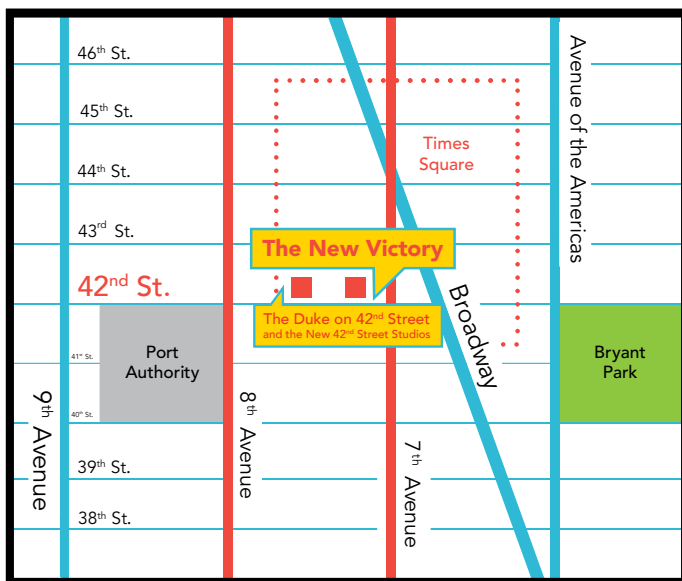 46th St.
45th St.
44th St.
43rd St.
42nd St.
41st St.
40th St.
39th St.
38th St.
9th Avenue
8th Avenue
7th Avenue
Broadway
Avenue of the Americas
Times
Square
The New Victory
The Duke on 42nd Street
and the New 42nd Street Studios
Port
Authority
Bryant
Park